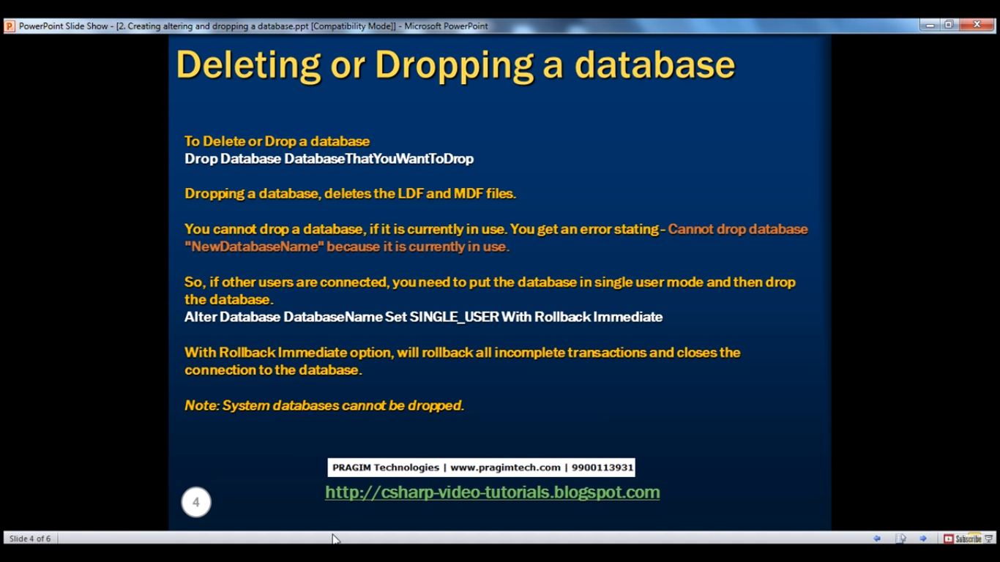 PowerPoint Slide Show - [2. Creating altering and dropping a database.ppt [Compatibility Mode]] - Microsoft PowerPoint
Deleting or Dropping a database
To Delete or Drop a database
Drop Database DatabaseThatYouWantToDrop
Dropping a database, deletes the LDF and MDF files.
You cannot drop a database, if it is currently in use. You get an error stating - Cannot drop database
"NewDatabaseName" because it is currently in use.
So, if other users are connected, you need to put the database in single user mode and then drop
the database.
Alter Database DatabaseName Set SINGLE_USER With Rollback Immediate
With Rollback Immediate option, will rollback all incomplete transactions and closes the
connection to the database.
Note: System databases cannot be dropped.
PRAGIM Technologies | www.pragimtech.com | 9900113931
http://csharp-video-tutorials.blogspot.com
4
Slide 4 of 6
Subscribe